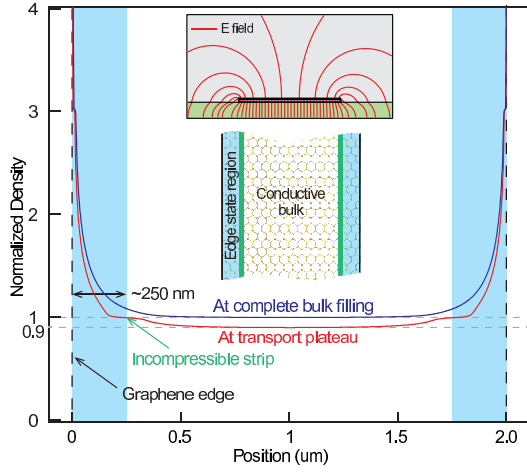 4
3
2
1
0.9
0
Normalized Density
E field
Edge state region
Conductive
bulk
~250 nm
At complete bulk filling
At transport plateau
Incompressible strip
Graphene edge
0
0.5
1
1.5
2.0
Position (um)